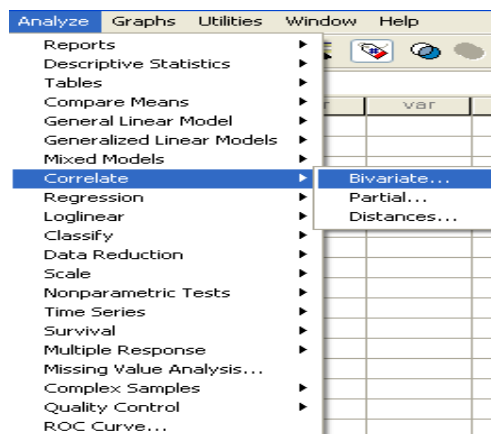 Analyze Graphs Utilities Window Help
Reports
Descriptive Statistics
Tables
Compare Means
r var
General Linear Model
Generalized Linear Models
Mixed Models
Correlate Bivariate...
Regression Partial...
Loglinear Distances...
Classify
Data Reduction
Scale
Nonparametric Tests
Time Series
Survival
Multiple Response
Missing Value Analysis...
Complex Samples
Quality Control
ROC Curve...